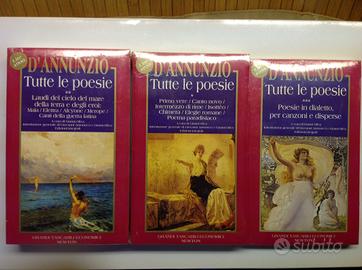 D'ANNUNZIO
Tutte le poesie
**
Laudi del cielo del mare
della terra e degli eroi:
Maia / Elettra / Alcyone / Merope /
Canti della guerra latina
GRANDI TASCABILI ECONOMICI
NEWTON
D'ANNUNZIO
Tutte le poesie
*
Primo vere / Canto novo /
Intermezzo di rime / Isotteo /
Chimera / Elegie romane /
Poema paradisiaco
GRANDI TASCABILI ECONOMICI
NEWTON
D'ANNUNZIO
Tutte le poesie
***
Poesie in dialetto,
per canzoni e disperse
GRANDI TASCABILI ECONOMICI
NEWTON
subito